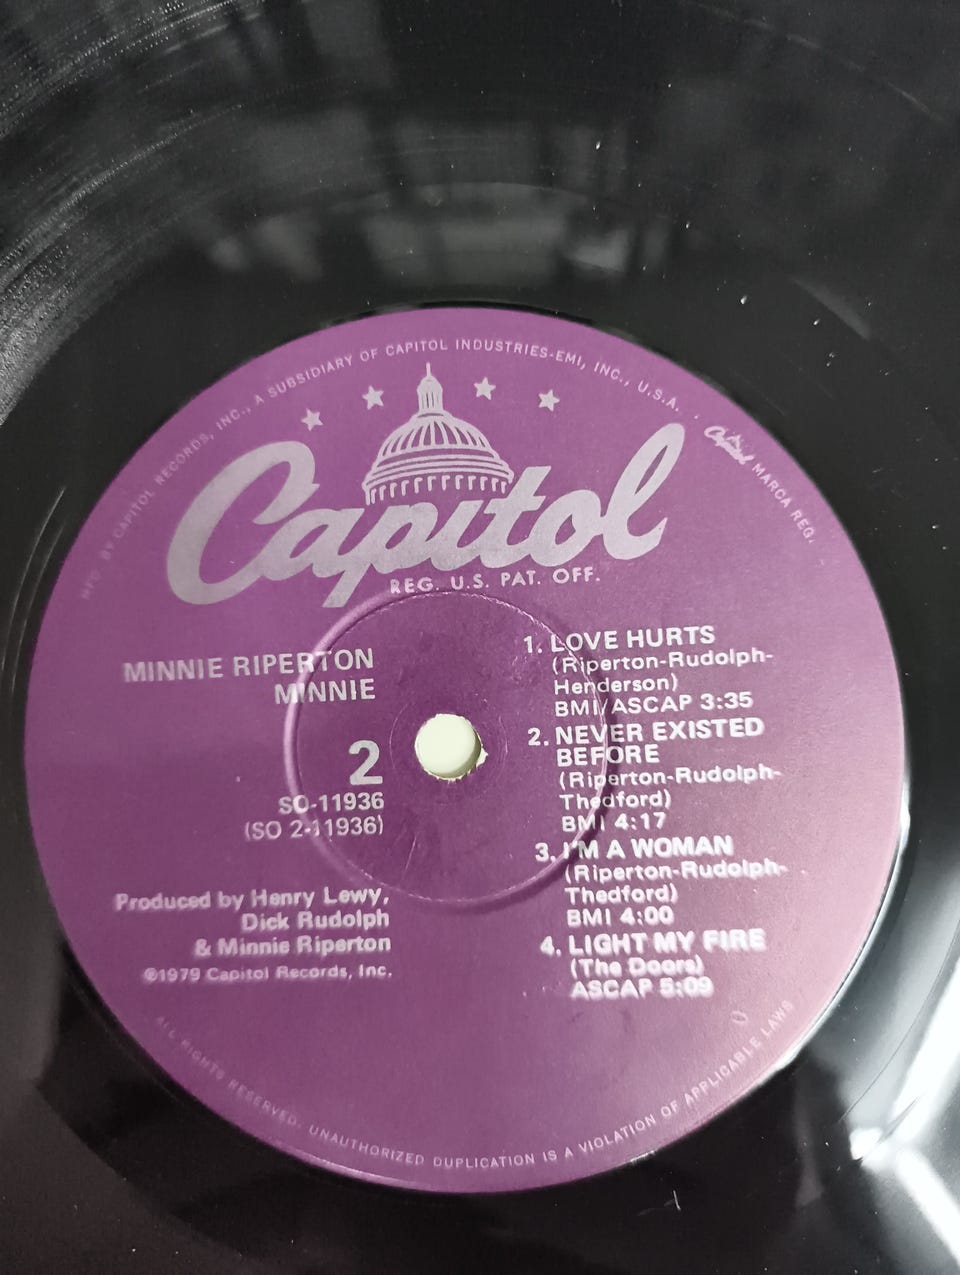 MFD. BY CAPITOL RECORDS, INC., A SUBSIDIARY OF CAPITOL INDUSTRIES-EMI, INC., U.S.A.
Capitol MARCA REG.
Capitol
REG. U.S. PAT. OFF.
MINNIE RIPERTON
MINNIE
2
SO-11936
(SO 2-11936)
Produced by Henry Lewy,
Dick Rudolph
& Minnie Riperton
℗1979 Capitol Records, Inc.
1. LOVE HURTS
(Riperton-Rudolph-
Henderson)
BMI/ASCAP 3:35
2. NEVER EXISTED
BEFORE
(Riperton-Rudolph-
Thedford)
BMI 4:17
3. I'M A WOMAN
(Riperton-Rudolph-
Thedford)
BMI 4:00
4. LIGHT MY FIRE
(The Doors)
ASCAP 5:09
ALL RIGHTS RESERVED. UNAUTHORIZED DUPLICATION IS A VIOLATION OF APPLICABLE LAWS